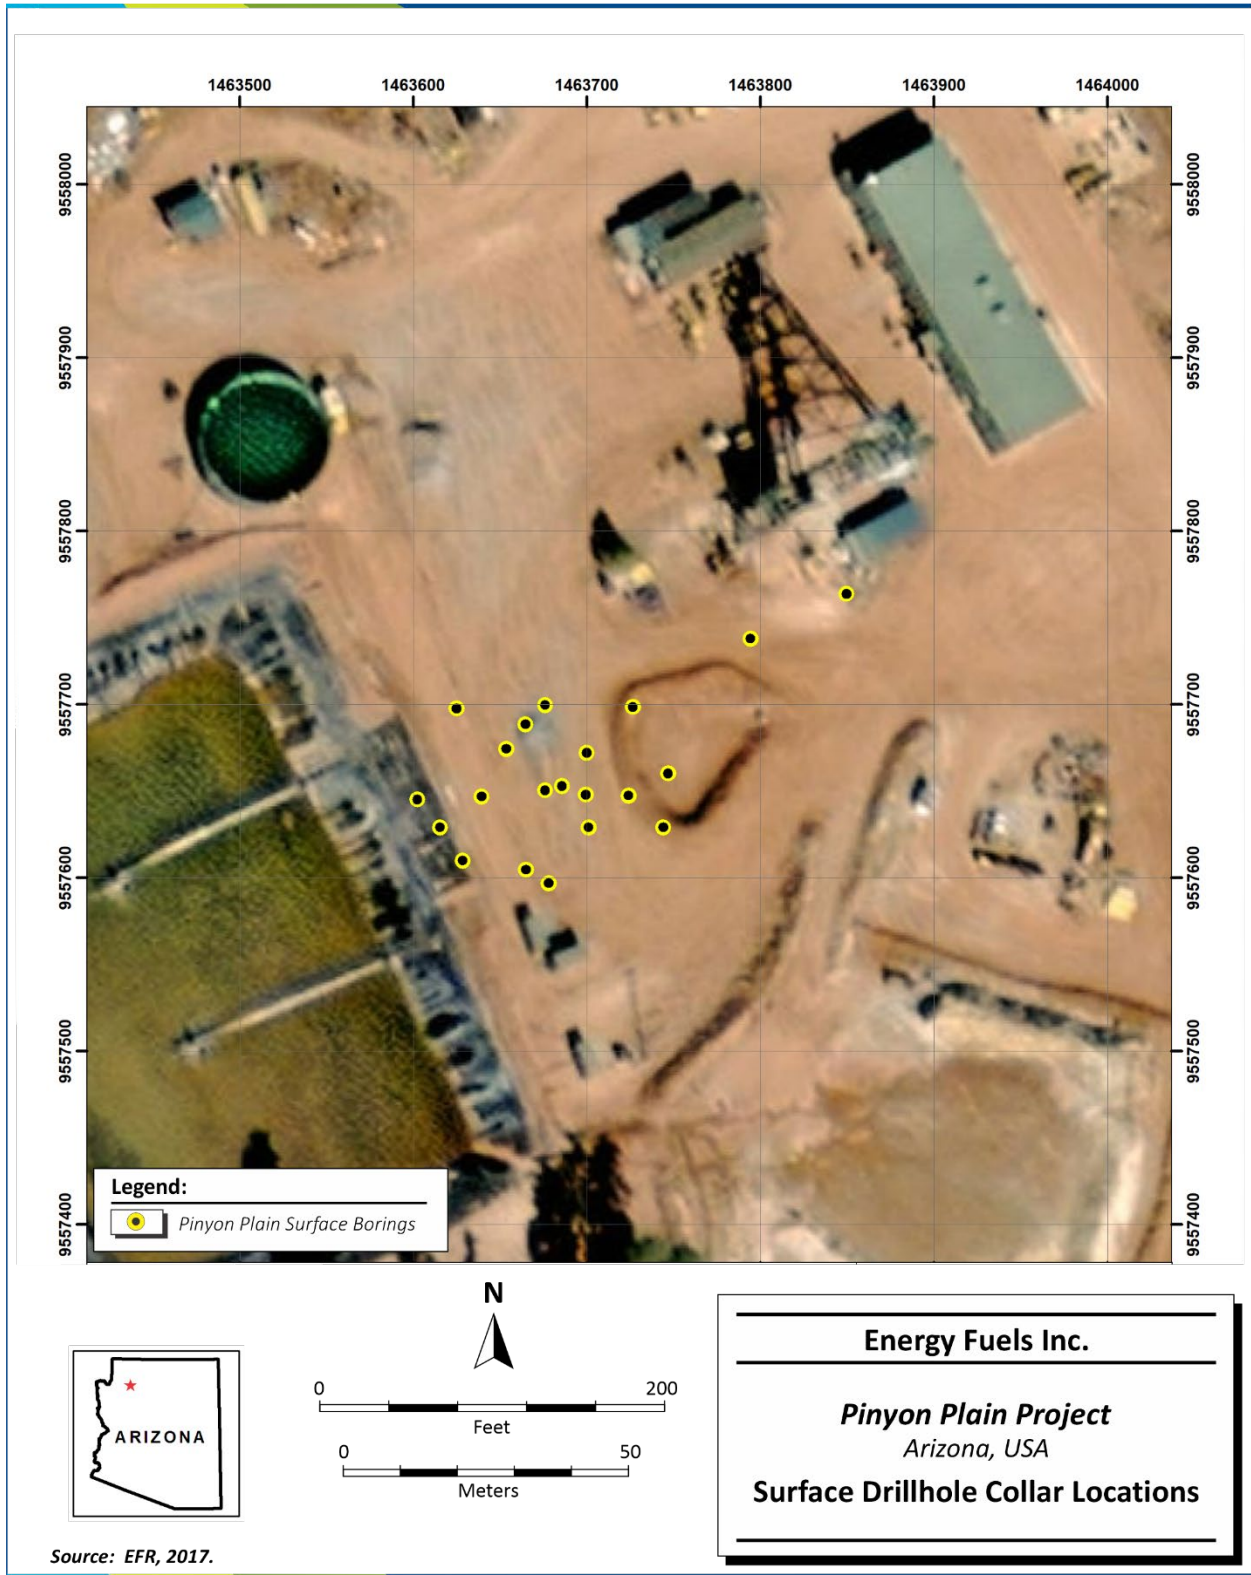 1463500 1463600 1463700 1463800 1463900 1464000
9558000 9558000
9557900 9557900
9557800 9557800
9557700 9557700
9557600 9557600
9557500 9557500
9557400 9557400
Legend:
Pinyon Plain Surface Borings
N
0 200
Feet
0 50
Meters
ARIZONA
Source: EFR, 2017.
Energy Fuels Inc.
Pinyon Plain Project
Arizona, USA
Surface Drillhole Collar Locations